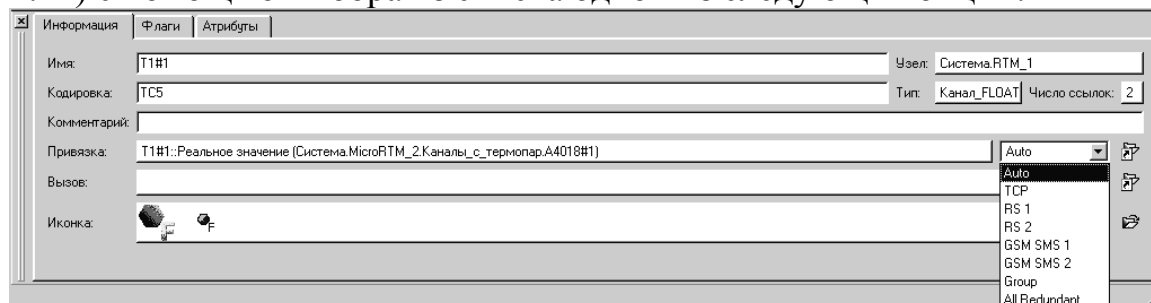 Информация Флаги Атрибуты
Имя: T1#1 Узел: Система.RTM_1
Кодировка: TC5 Тип: Канал_FLOAT Число ссылок: 2
Комментарий:
Привязка: T1#1::Реальное значение (Система.MicroRTM_2.Каналы_с_термопар.A4018#1) Auto
Вызов:
Иконка: F F
Auto
TCP
RS 1
RS 2
GSM SMS 1
GSM SMS 2
Group
All Redundant